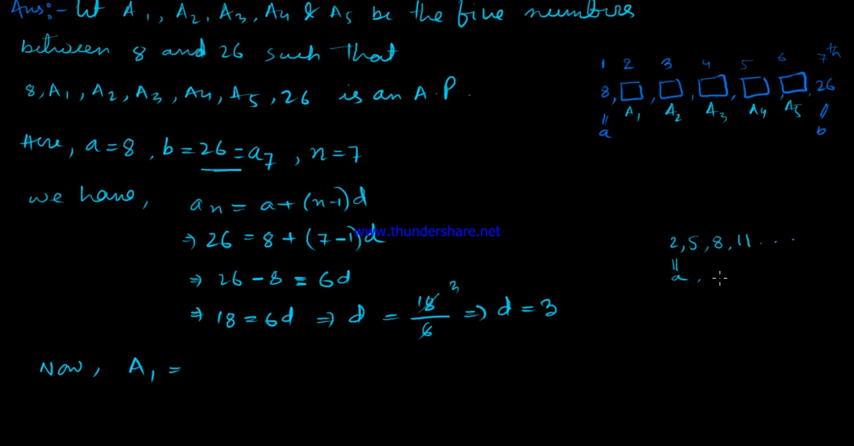 Ans:- Let A1, A2, A3, A4 & A5 be the five numbers
between 8 and 26 such that
8, A1, A2, A3, A4, A5, 26 is an A.P.
1 2 3 4 5 6 7th
8, □, □, □, □, □, 26
A1 A2 A3 A4 A5
|| ||
a b
Here, a = 8, b = 26 = a7, n = 7
we have, an = a + (n-1)d
⇒ 26 = 8 + (7-1)d
www.thundershare.net
⇒ 26 - 8 = 6d
⇒ 18 = 6d ⇒ d = 18/6 3 ⇒ d = 3
2, 5, 8, 11 . . .
||
a ,
Now, A1 =